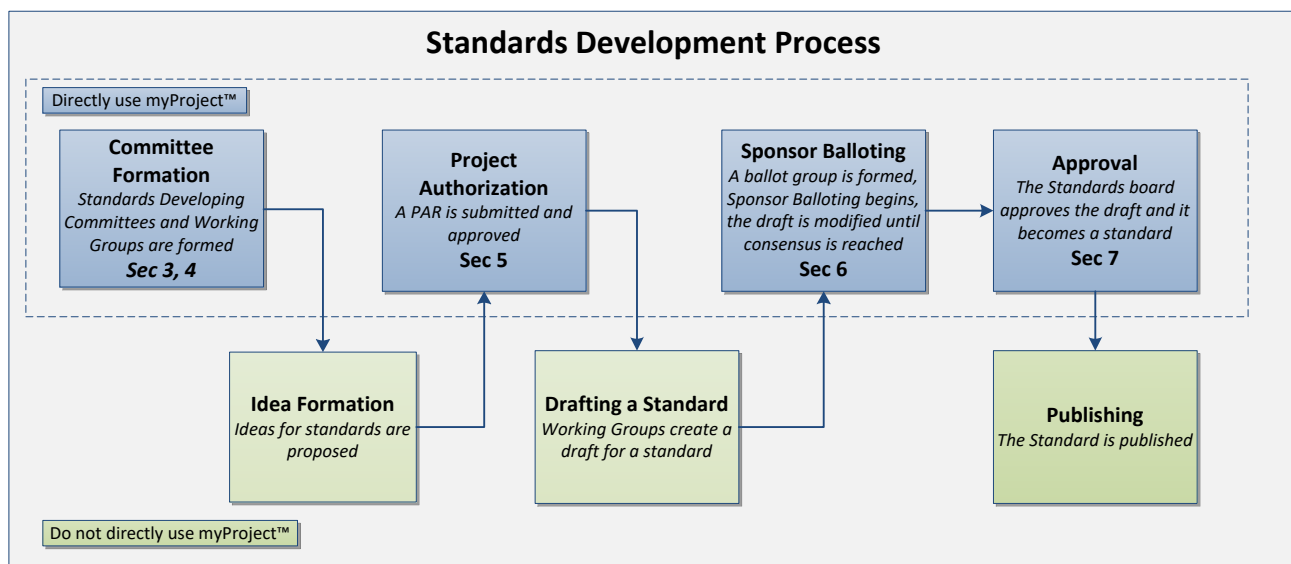 Standards Development Process
Directly use myProject™
Committee
Formation
Standards Developing
Committees and Working
Groups are formed
Sec 3, 4
Project
Authorization
A PAR is submitted and
approved
Sec 5
Sponsor Balloting
A ballot group is formed,
Sponsor Balloting begins,
the draft is modified until
consensus is reached
Sec 6
Approval
The Standards board
approves the draft and it
becomes a standard
Sec 7
Idea Formation
Ideas for standards are
proposed
Drafting a Standard
Working Groups create a
draft for a standard
Publishing
The Standard is published
Do not directly use myProject™